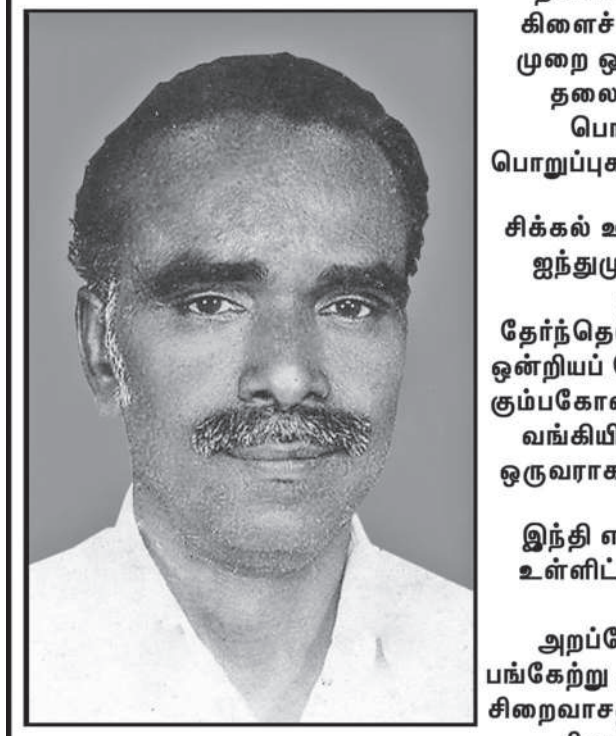 கிளைச்
முறை ஒ
தலை
பொ
பொறுப்புக
சிக்கல் உ
ஐந்துமு
தேர்ந்தெ
ஒன்றியப்
கும்பகோ
வங்கியி
ஒருவராக
இந்தி எ
உள்ளிட்
அறப்போ
பங்கேற்று
சிறைவாச